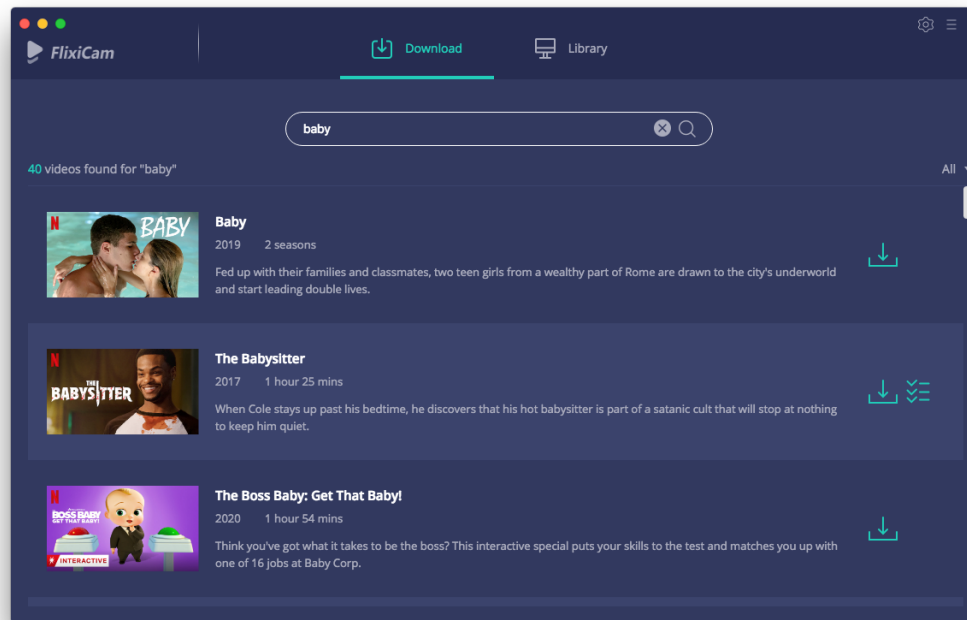 FlixiCam
Download
Library
baby
40 videos found for "baby"
All
N
BABY
Baby
2019 2 seasons
Fed up with their families and classmates, two teen girls from a wealthy part of Rome are drawn to the city's underworld
and start leading double lives.
N
THE
BABYSITTER
The Babysitter
2017 1 hour 25 mins
When Cole stays up past his bedtime, he discovers that his hot babysitter is part of a satanic cult that will stop at nothing
to keep him quiet.
N
BOSS BABY
GET THAT BABY!
INTERACTIVE
The Boss Baby: Get That Baby!
2020 1 hour 54 mins
Think you've got what it takes to be the boss? This interactive special puts your skills to the test and matches you up with
one of 16 jobs at Baby Corp.